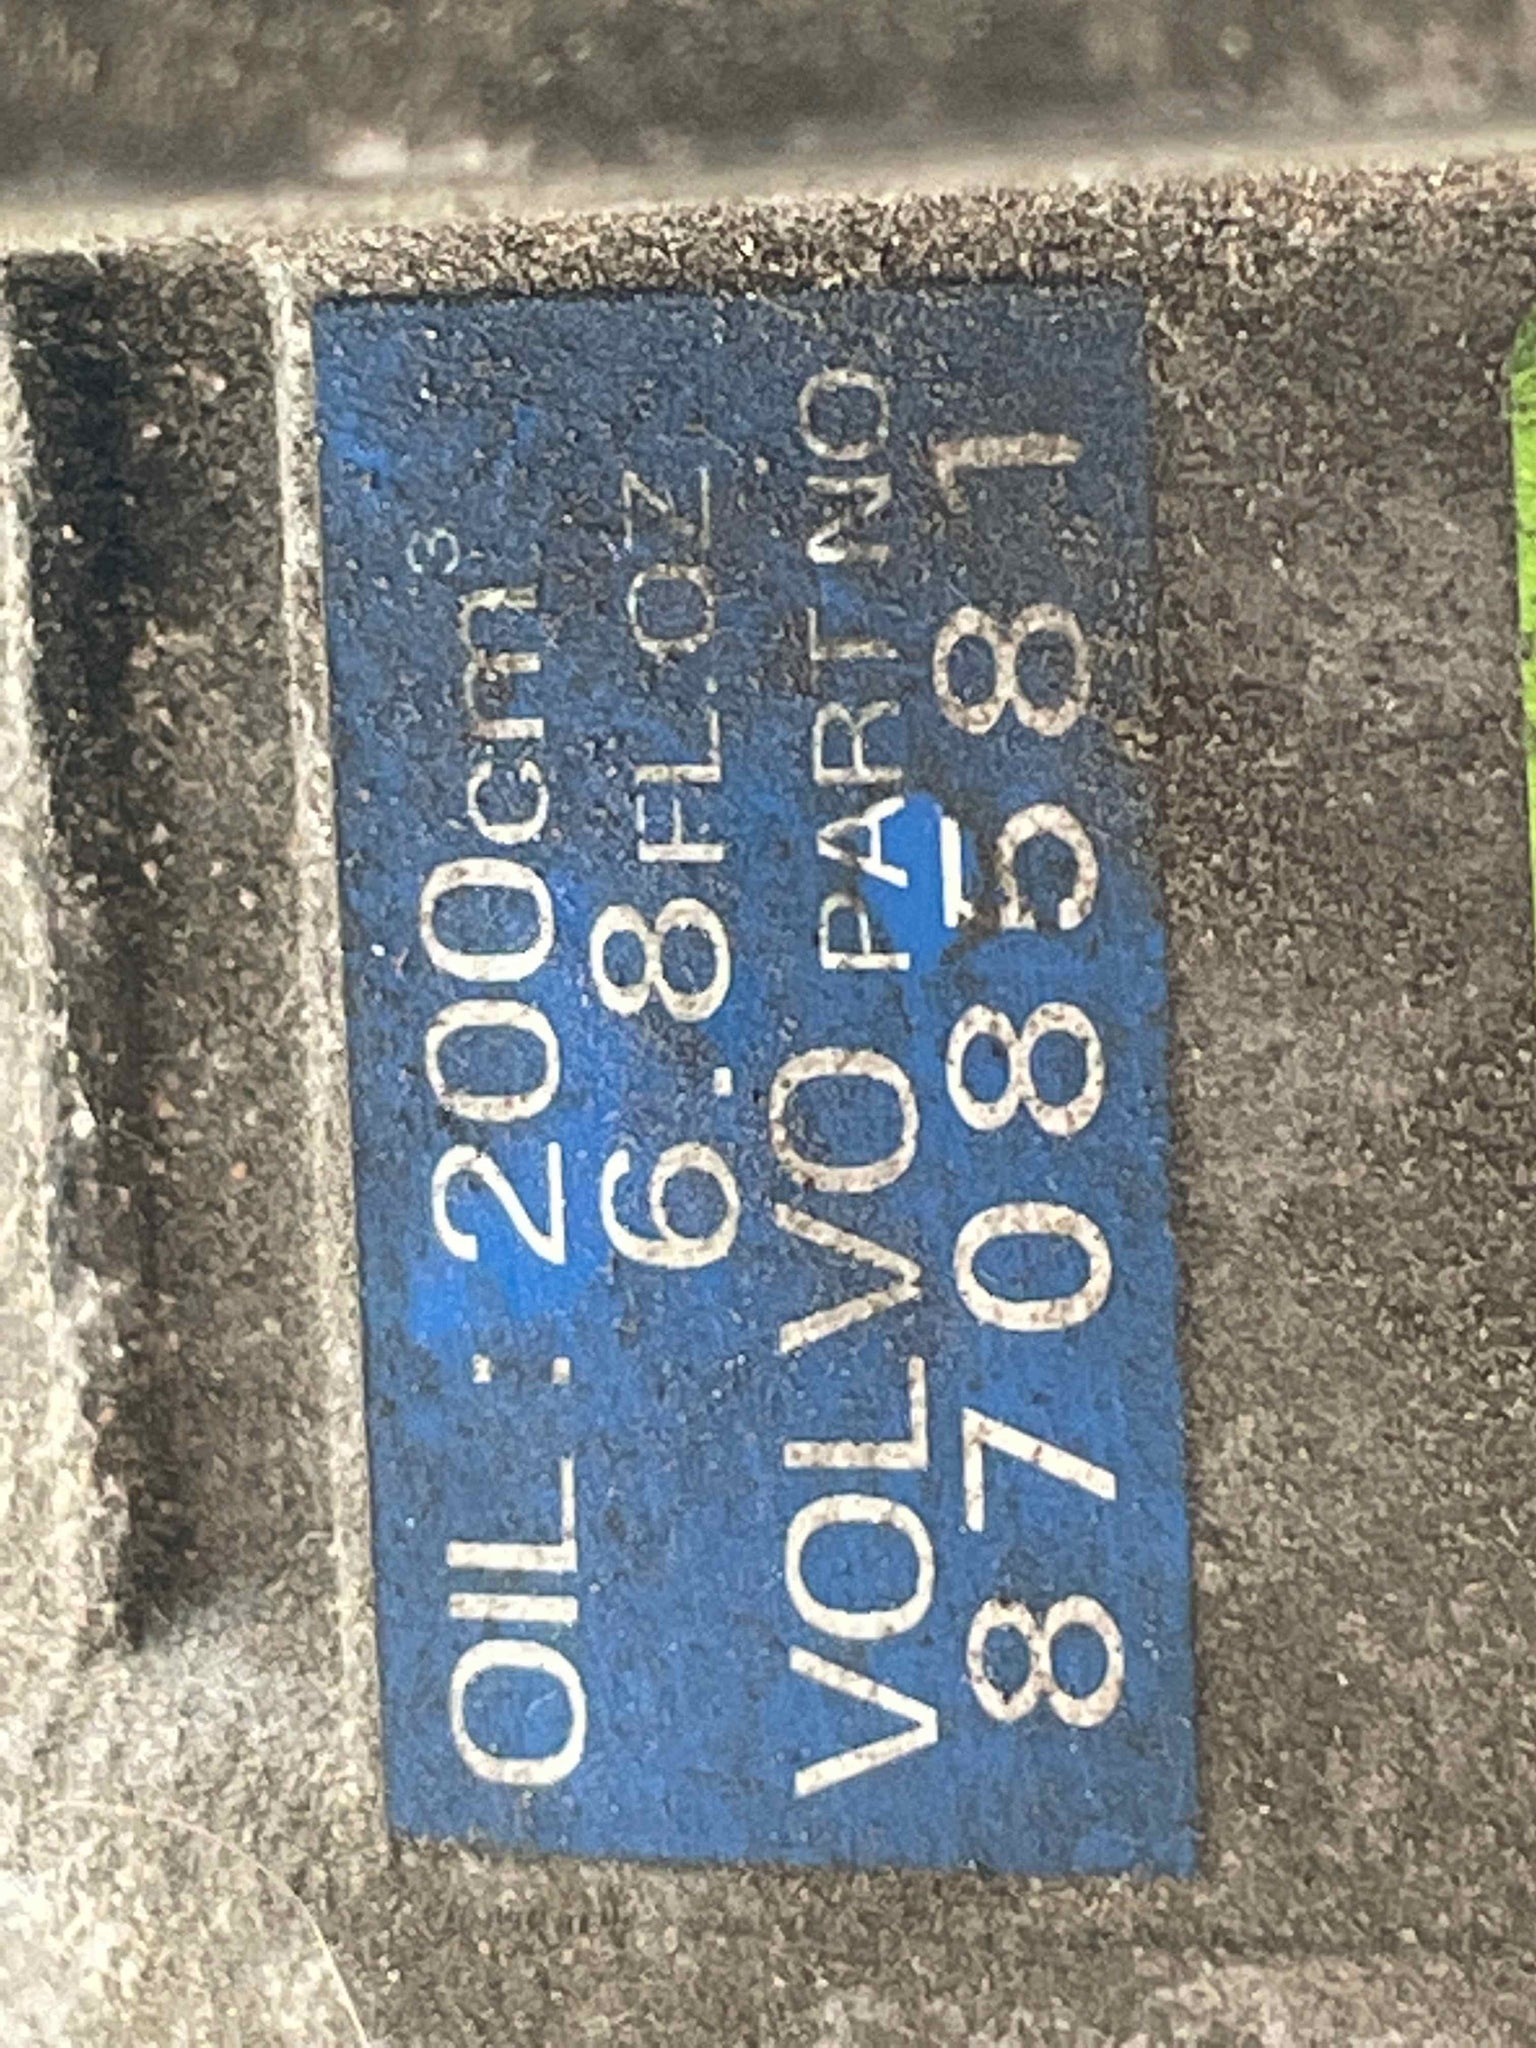 OIL : 200cm³
6.8FL.OZ
VOLVO PART NO
8708581